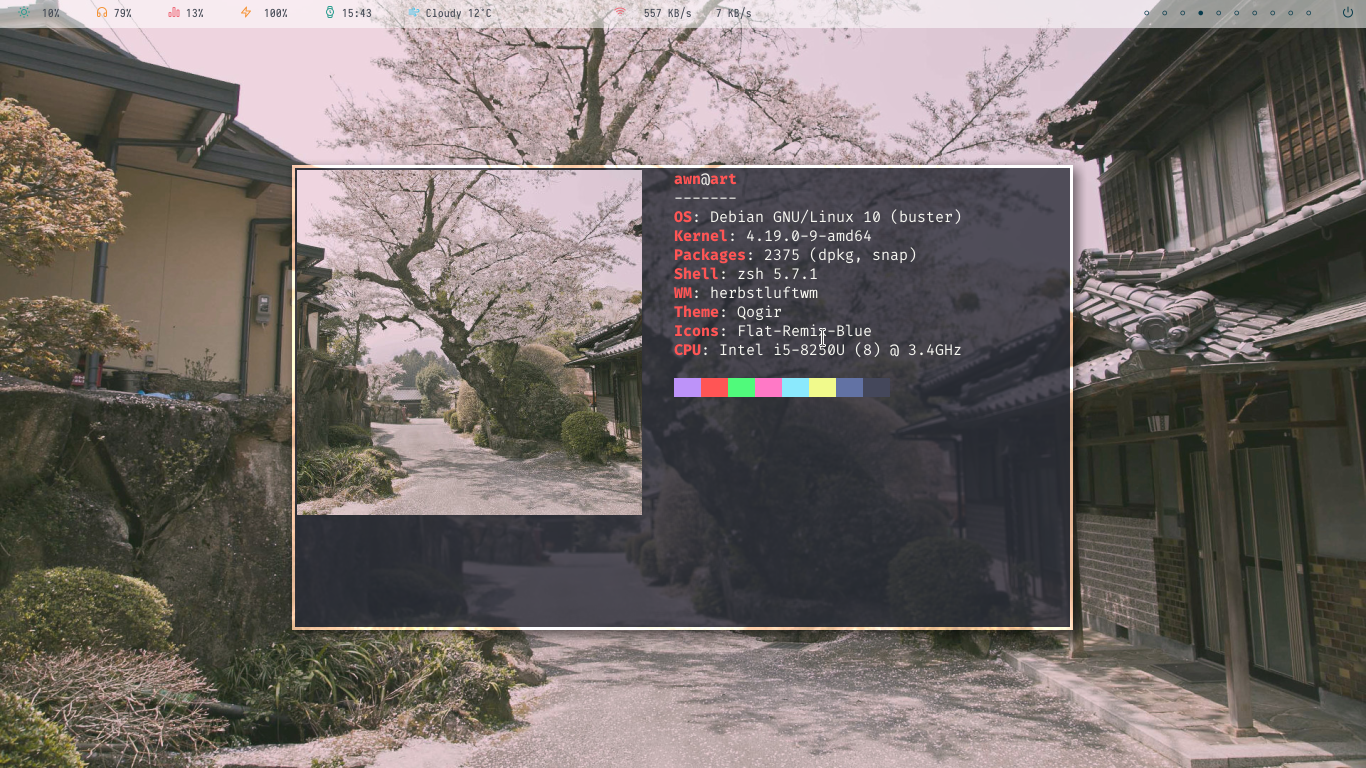 10% 79% 13% 100% 15:43 Cloudy 12°C 557 KB/s 7 KB/s
awn@art
-------
OS: Debian GNU/Linux 10 (buster)
Kernel: 4.19.0-9-amd64
Packages: 2375 (dpkg, snap)
Shell: zsh 5.7.1
WM: herbstluftwm
Theme: Qogir
Icons: Flat-Remix-Blue
CPU: Intel i5-8250U (8) @ 3.4GHz